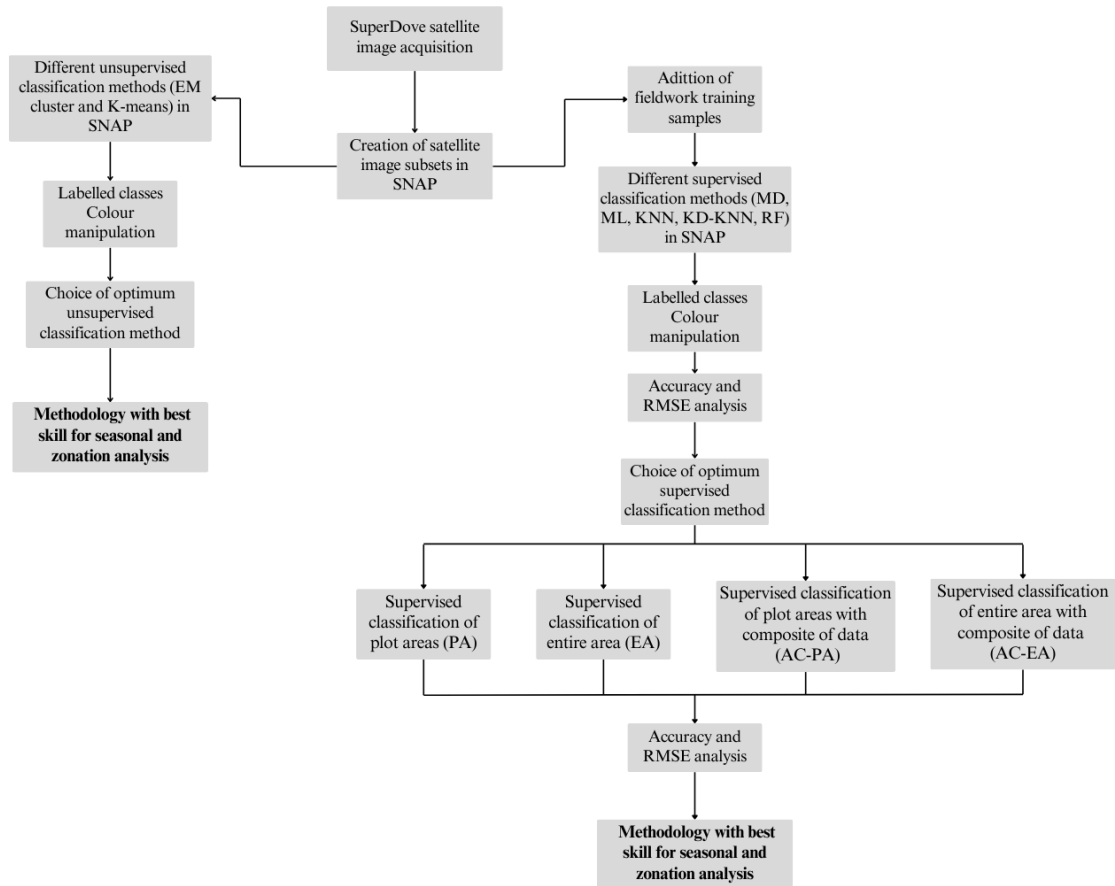 SuperDove satellite
image acquisition
Creation of satellite
image subsets in
SNAP
Different unsupervised
classification methods (EM
cluster and K-means) in
SNAP
Labelled classes
Colour
manipulation
Choice of optimum
unsupervised
classification method
Methodology with best
skill for seasonal and
zonation analysis
Adittion of
fieldwork training
samples
Different supervised
classification methods (MD,
ML, KNN, KD-KNN, RF)
in SNAP
Labelled classes
Colour
manipulation
Accuracy and
RMSE analysis
Choice of optimum
supervised
classification method
Supervised
classification of
plot areas (PA)
Supervised
classification of
entire area (EA)
Supervised classification
of plot areas with
composite of data
(AC-PA)
Supervised classification
of entire area with
composite of data
(AC-EA)
Accuracy and
RMSE analysis
Methodology with best
skill for seasonal and
zonation analysis